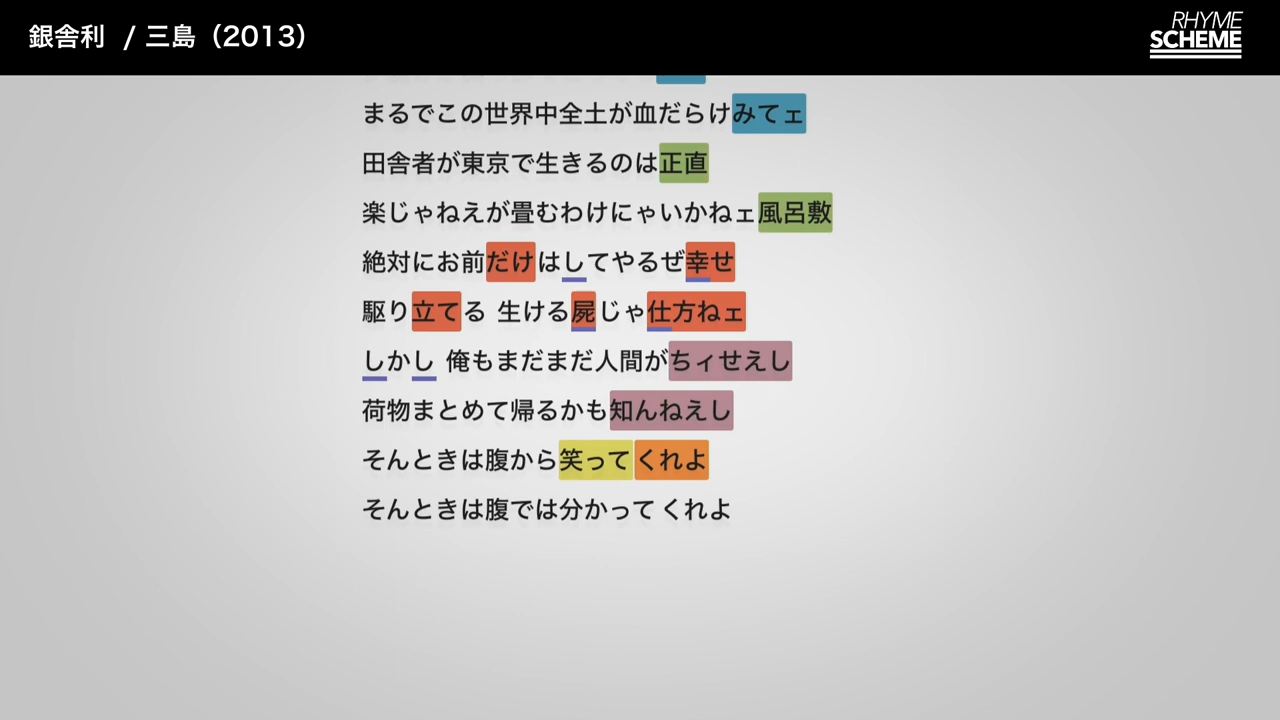 銀舎利 / 三島（2013）
RHYME
SCHEME
まるでこの世界中全土が血だらけみてェ
田舎者が東京で生きるのは正直
楽じゃねえが畳むわけにゃいかねェ風呂敷
絶対にお前だけはしてやるぜ幸せ
駆り立てる 生ける屍じゃ仕方ねェ
しかし 俺もまだまだ人間がちィせえし
荷物まとめて帰るかも知んねえし
そんときは腹から笑ってくれよ
そんときは腹では分かってくれよ